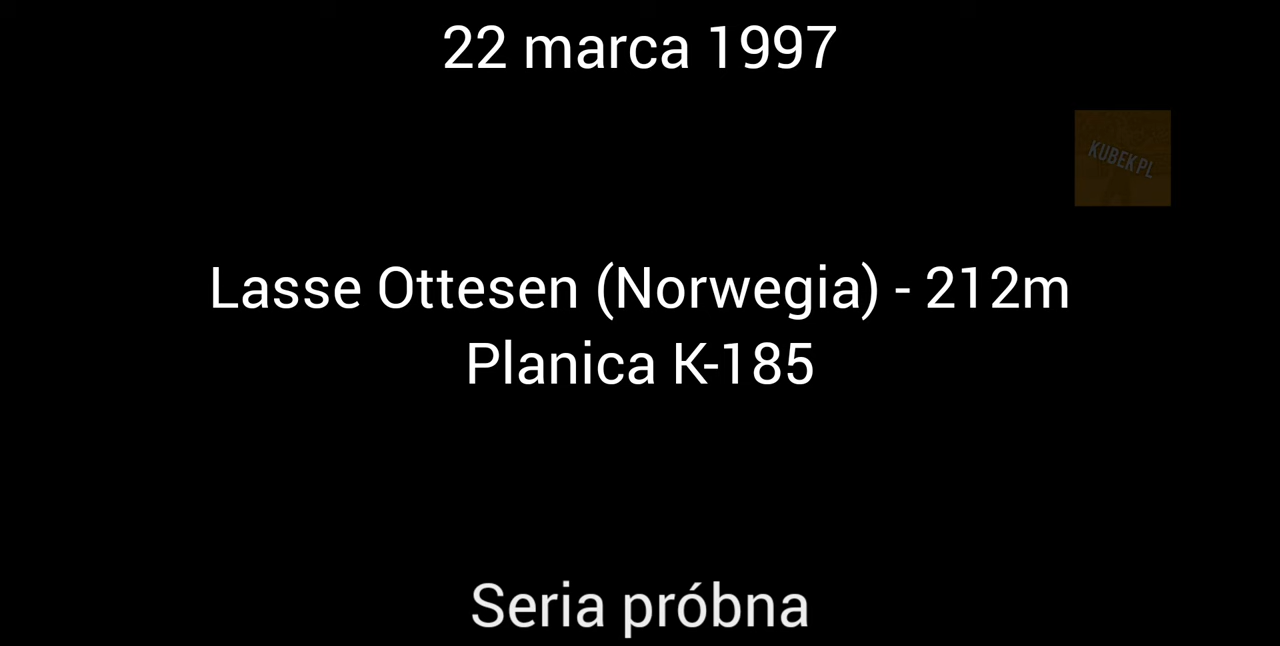 22 marca 1997
KUBEK.PL
Lasse Ottesen (Norwegia) - 212m
Planica K-185
Seria próbna